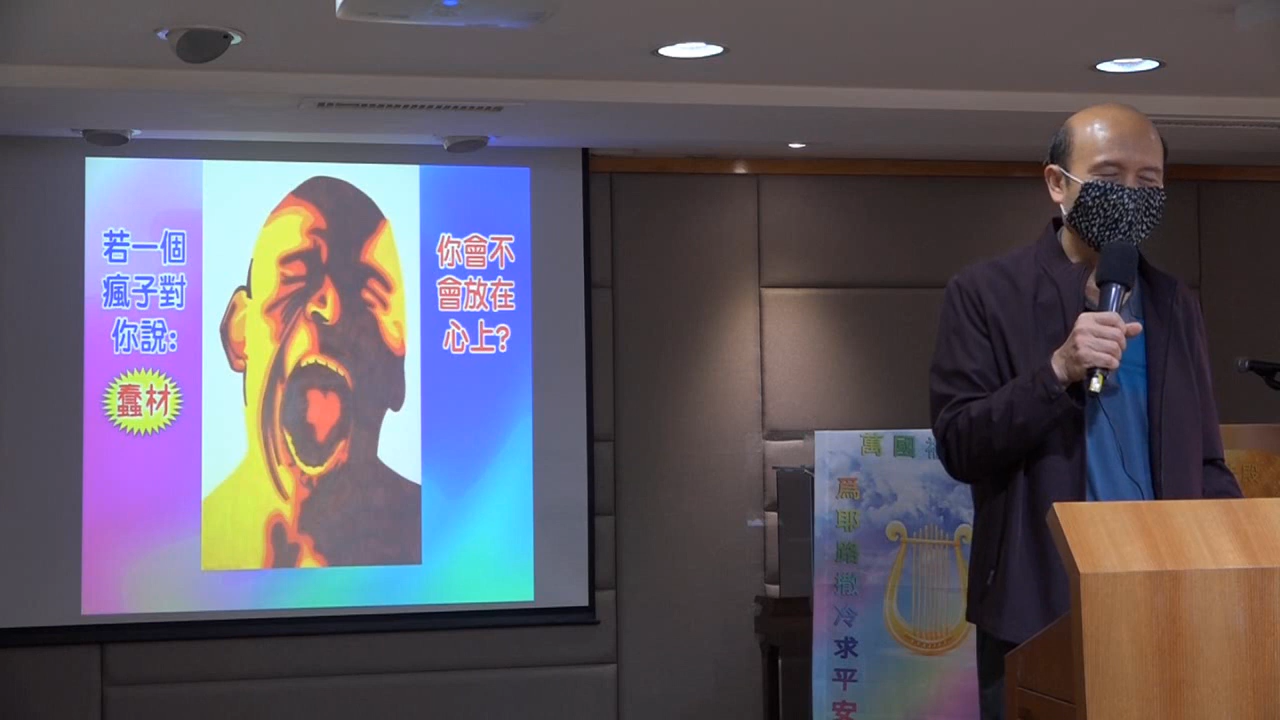 若一個
瘋子對
你說:
蠢材
你會不
會放在
心上?
萬國
為耶路撒冷求平安
殿